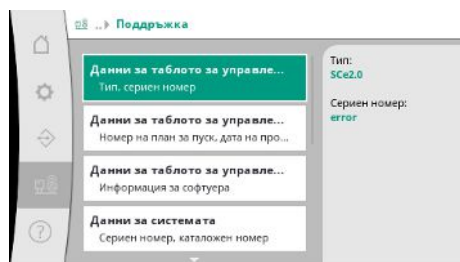 ..▸ Поддръжка
Данни за таблото за управле...
Тип, сериен номер
Данни за таблото за управле...
Номер на план за пуск, дата на про...
Данни за таблото за управле...
Информация за софтуера
Данни за системата
Сериен номер, каталожен номер
Тип:
SCe2.0
Сериен номер:
error